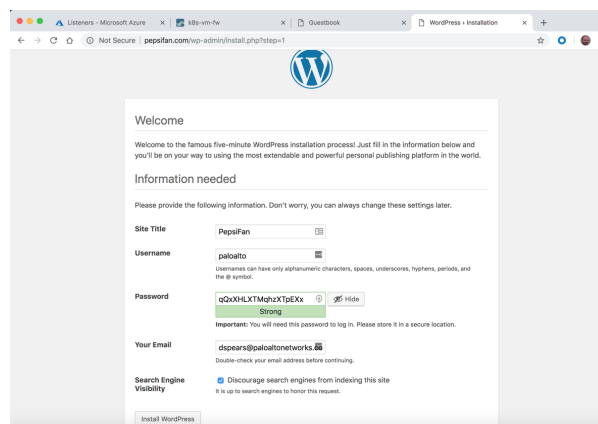 Listeners - Microsoft Azure
k8s-vm-fw
Guestbook
WordPress › Installation
Not Secure | pepsifan.com/wp-admin/install.php?step=1
Welcome
Welcome to the famous five-minute WordPress installation process! Just fill in the information below and
you'll be on your way to using the most extendable and powerful personal publishing platform in the world.
Information needed
Please provide the following information. Don't worry, you can always change these settings later.
Site Title
PepsiFan
Username
paloalto
Usernames can have only alphanumeric characters, spaces, underscores, hyphens, periods, and
the @ symbol.
Password
qQxXHLXTMqhzXTpEXx
Hide
Strong
Important: You will need this password to log in. Please store it in a secure location.
Your Email
dspears@paloaltonetworks.
Double-check your email address before continuing.
Search Engine
Visibility
Discourage search engines from indexing this site
It is up to search engines to honor this request.
Install WordPress